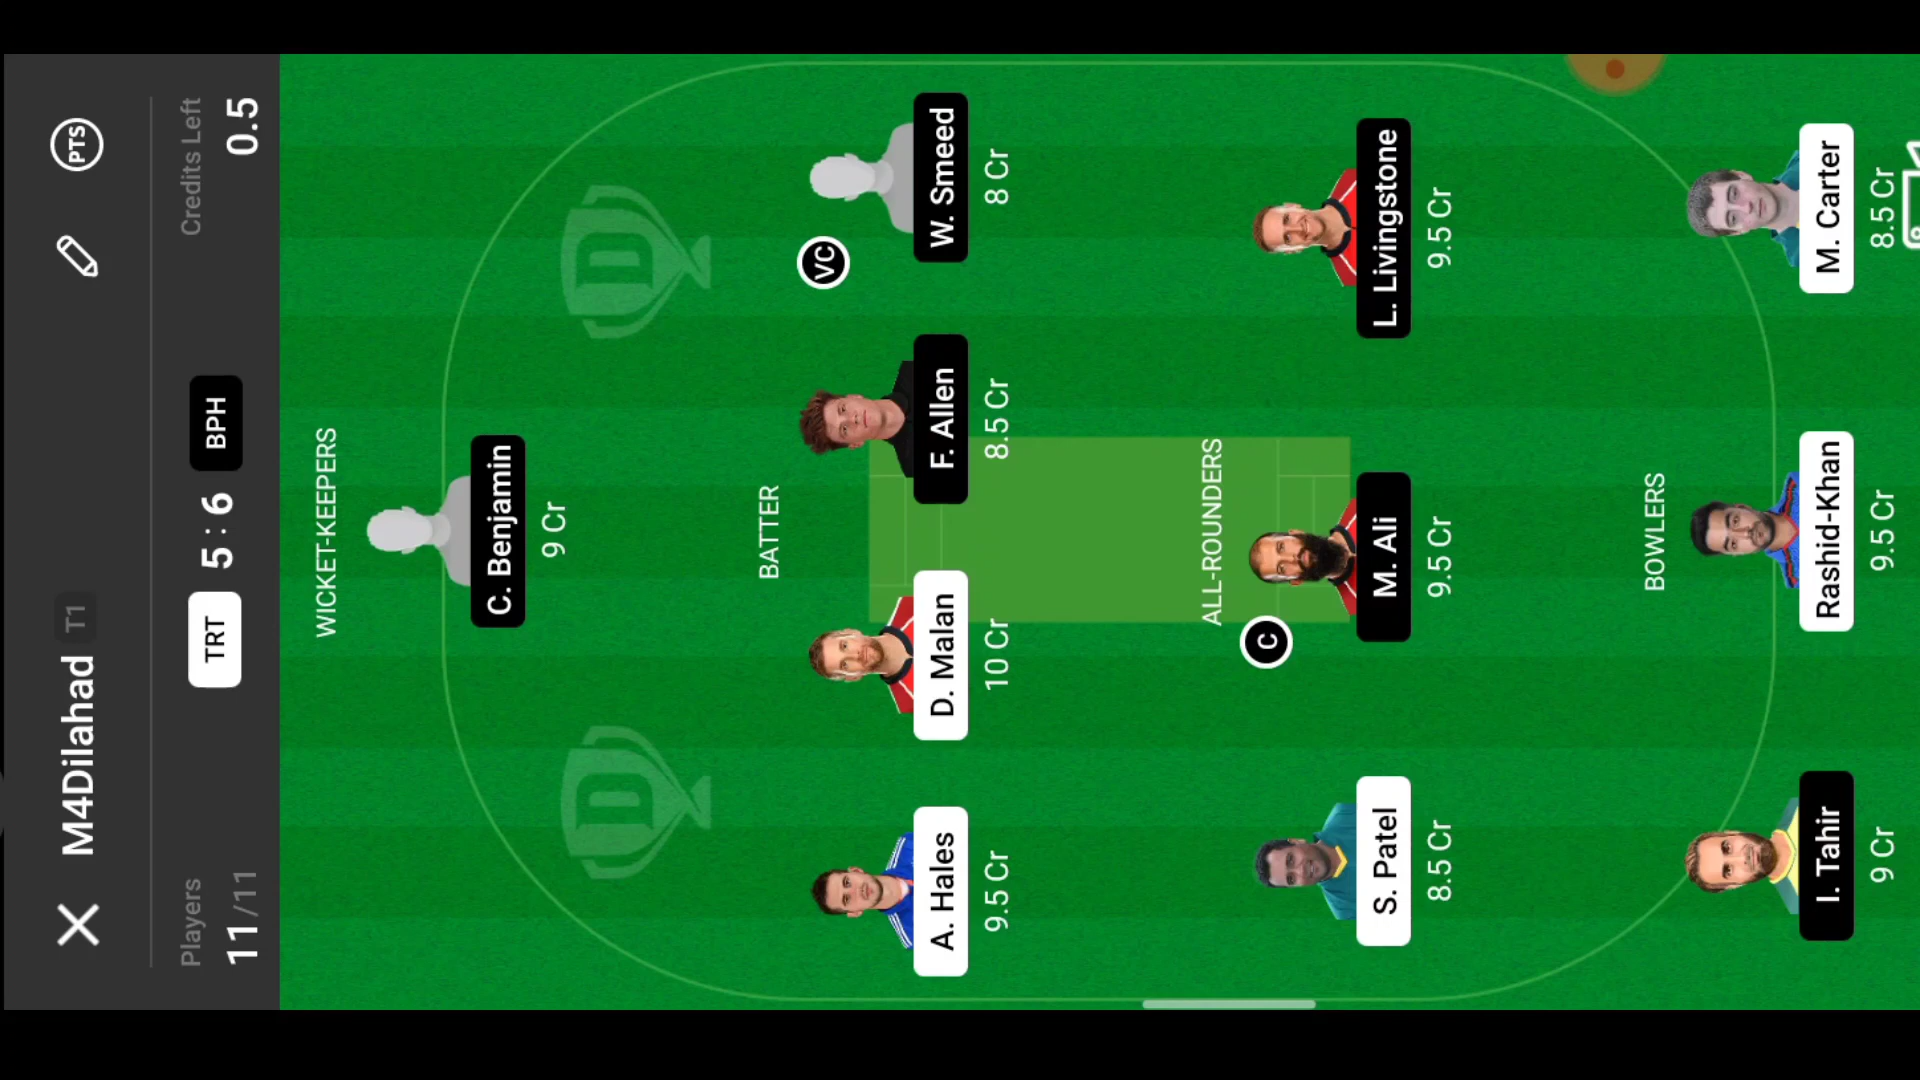 M4Dilahad T1
PTS
Players
11/11
TRT 5 : 6 BPH
Credits Left
0.5
WICKET-KEEPERS
C. Benjamin
9 Cr
BATTER
VC
A. Hales D. Malan F. Allen W. Smeed
9.5 Cr 10 Cr 8.5 Cr 8 Cr
ALL-ROUNDERS
C
S. Patel M. Ali L. Livingstone
8.5 Cr 9.5 Cr 9.5 Cr
BOWLERS
I. Tahir Rashid-Khan M. Carter
9 Cr 9.5 Cr 8.5 Cr